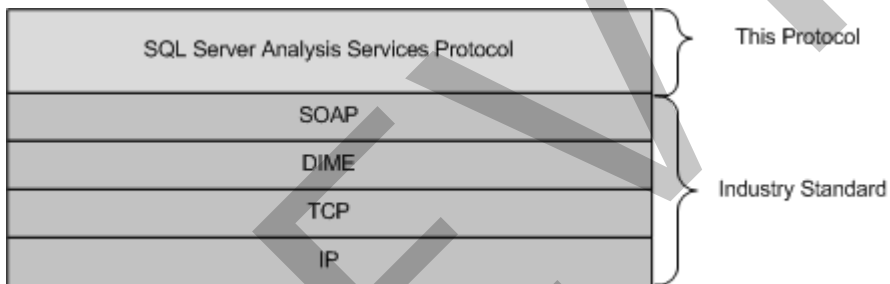 SQL Server Analysis Services Protocol
This Protocol
SOAP
DIME
Industry Standard
TCP
IP